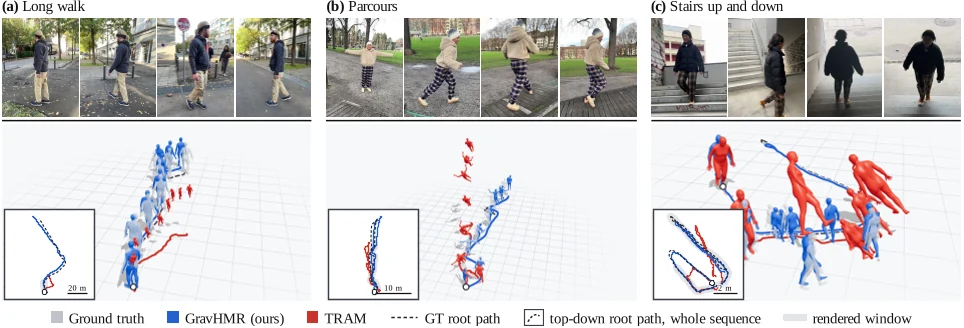 (a) Long walk
(b) Parcours
(c) Stairs up and down
20 m
10 m
2 m
Ground truth
GravHMR (ours)
TRAM
GT root path
top-down root path, whole sequence
rendered window